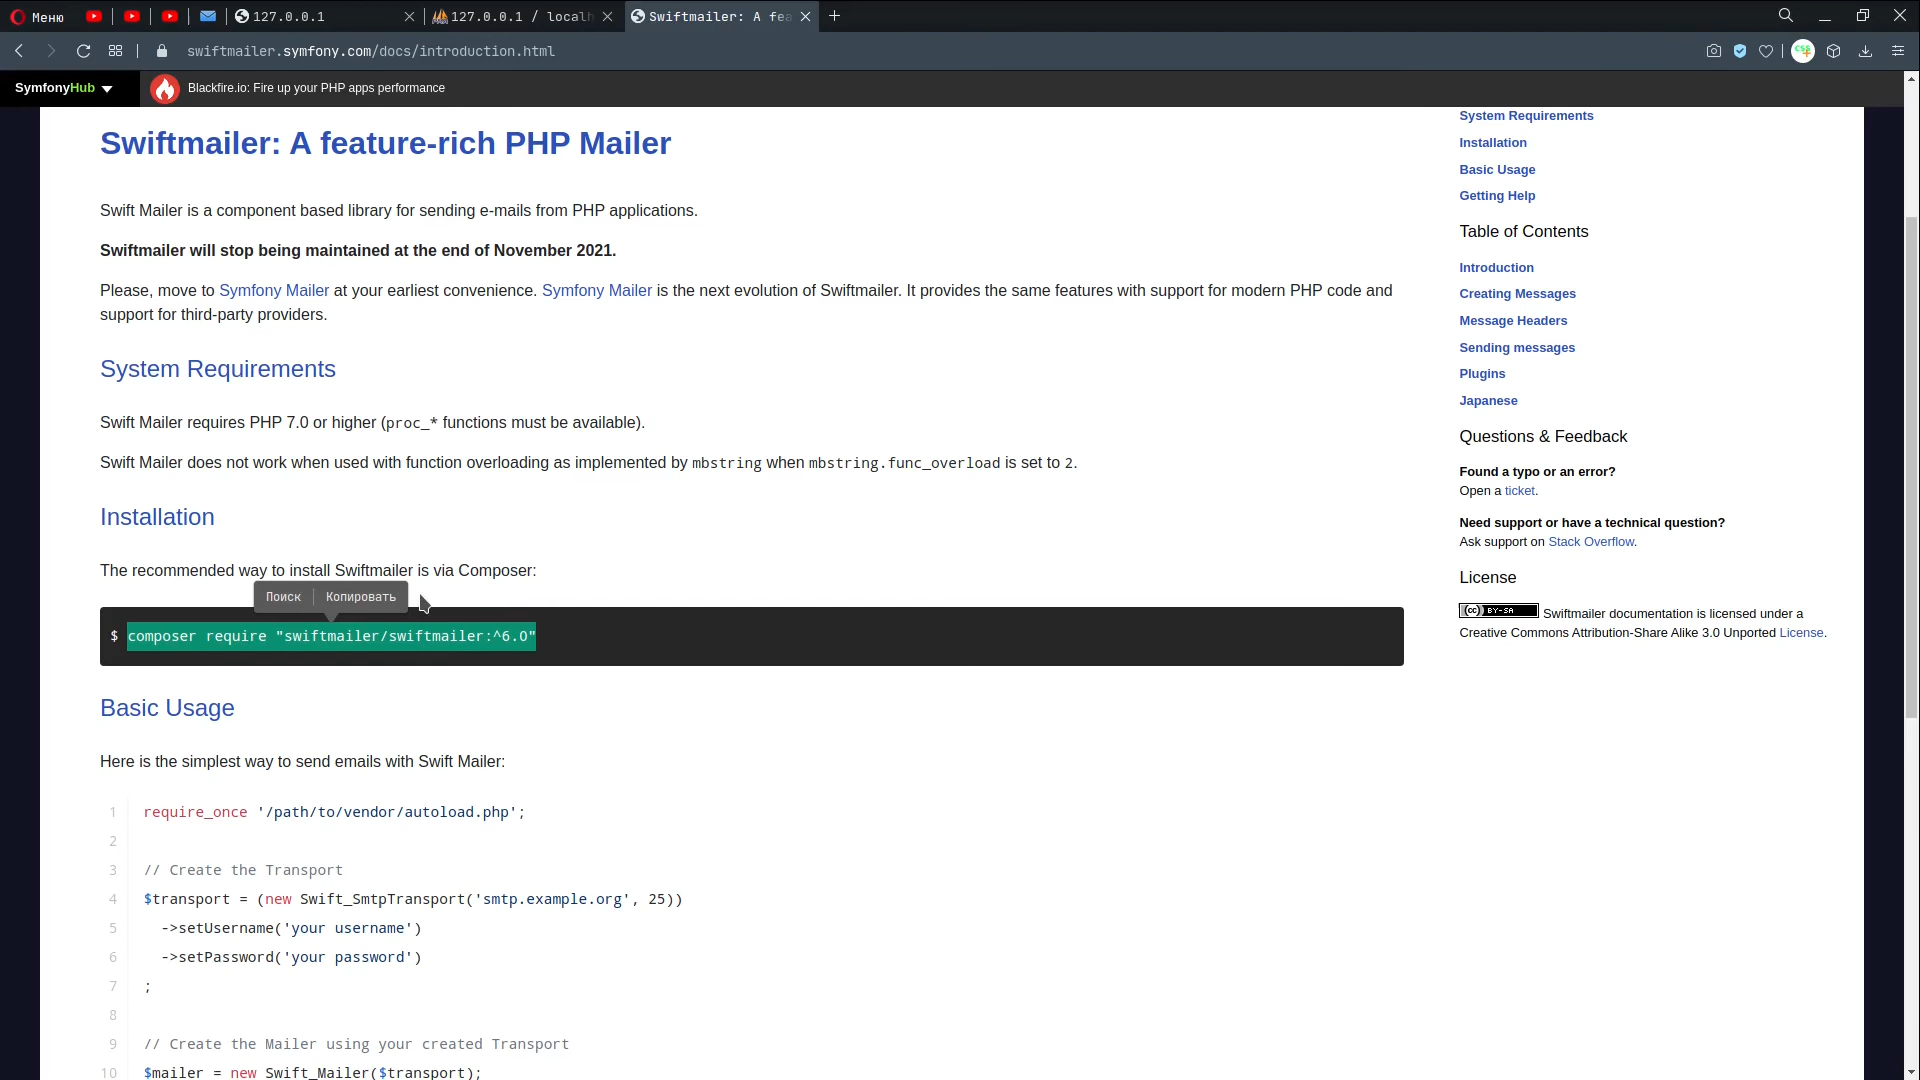 Меню
127.0.0.1
127.0.0.1 / localh
Swiftmailer: A fea
swiftmailer.symfony.com/docs/introduction.html
SymfonyHub
Blackfire.io: Fire up your PHP apps performance
Swiftmailer: A feature-rich PHP Mailer
Swift Mailer is a component based library for sending e-mails from PHP applications.
Swiftmailer will stop being maintained at the end of November 2021.
Please, move to Symfony Mailer at your earliest convenience. Symfony Mailer is the next evolution of Swiftmailer. It provides the same features with support for modern PHP code and
support for third-party providers.
System Requirements
Swift Mailer requires PHP 7.0 or higher (proc_* functions must be available).
Swift Mailer does not work when used with function overloading as implemented by mbstring when mbstring.func_overload is set to 2.
Installation
The recommended way to install Swiftmailer is via Composer:
Поиск
Копировать
$ composer require "swiftmailer/swiftmailer:^6.0"
Basic Usage
Here is the simplest way to send emails with Swift Mailer:
1 require_once '/path/to/vendor/autoload.php';
2
3 // Create the Transport
4 $transport = (new Swift_SmtpTransport('smtp.example.org', 25))
5 ->setUsername('your username')
6 ->setPassword('your password')
7 ;
8
9 // Create the Mailer using your created Transport
10 $mailer = new Swift_Mailer($transport);
System Requirements
Installation
Basic Usage
Getting Help
Table of Contents
Introduction
Creating Messages
Message Headers
Sending messages
Plugins
Japanese
Questions & Feedback
Found a typo or an error?
Open a ticket.
Need support or have a technical question?
Ask support on Stack Overflow.
License
(cc) BY-SA Swiftmailer documentation is licensed under a
Creative Commons Attribution-Share Alike 3.0 Unported License.